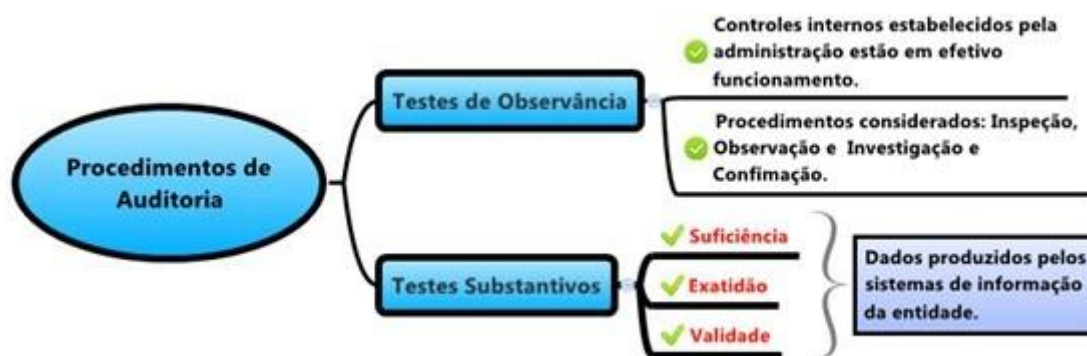 Procedimentos de
Auditoria
Testes de Observância
Controles internos estabelecidos pela
administração estão em efetivo
funcionamento.
Procedimentos considerados: Inspeção,
Observação e Investigação e
Confimação.
Testes Substantivos
Suficiência
Exatidão
Validade
Dados produzidos pelos
sistemas de informação
da entidade.